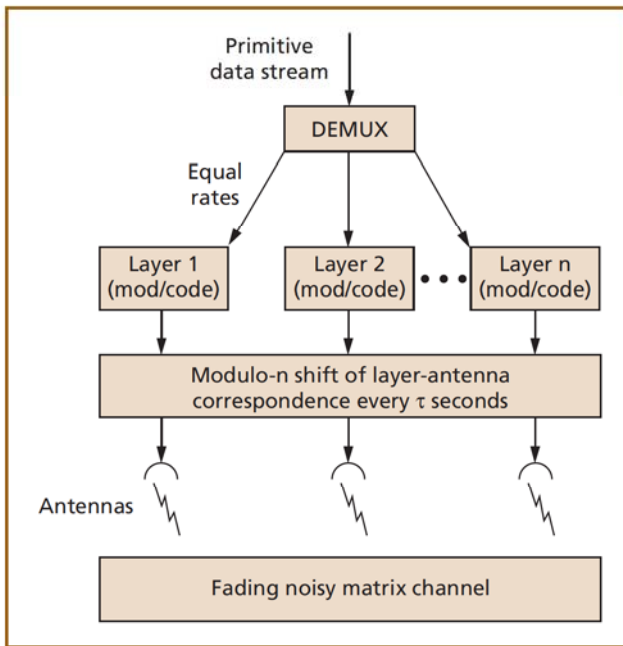 Primitive
data stream
DEMUX
Equal
rates
Layer 1
(mod/code)
Layer 2
(mod/code)
Layer n
(mod/code)
Modulo-n shift of layer-antenna
correspondence every τ seconds
Antennas
Fading noisy matrix channel